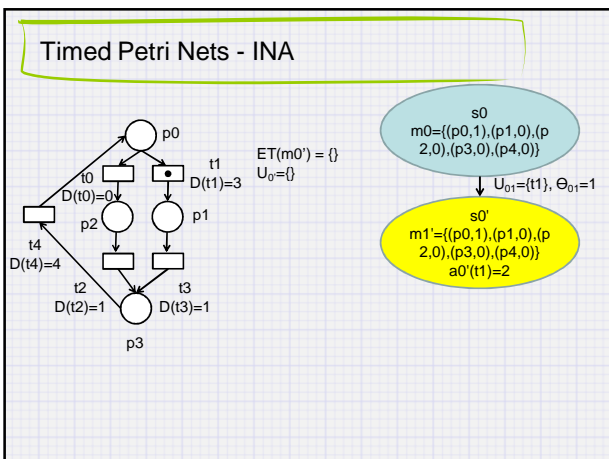 Timed Petri Nets - INA
p0
t0
D(t0)=0
t1
D(t1)=3
p2
p1
t4
D(t4)=4
t2
D(t2)=1
t3
D(t3)=1
p3
ET(m0') = {}
U₀'={}
s0
m0={(p0,1),(p1,0),(p
2,0),(p3,0),(p4,0)}
U₀₁={t1}, ϴ₀₁=1
s0'
m1'={(p0,1),(p1,0),(p
2,0),(p3,0),(p4,0)}
a0'(t1)=2